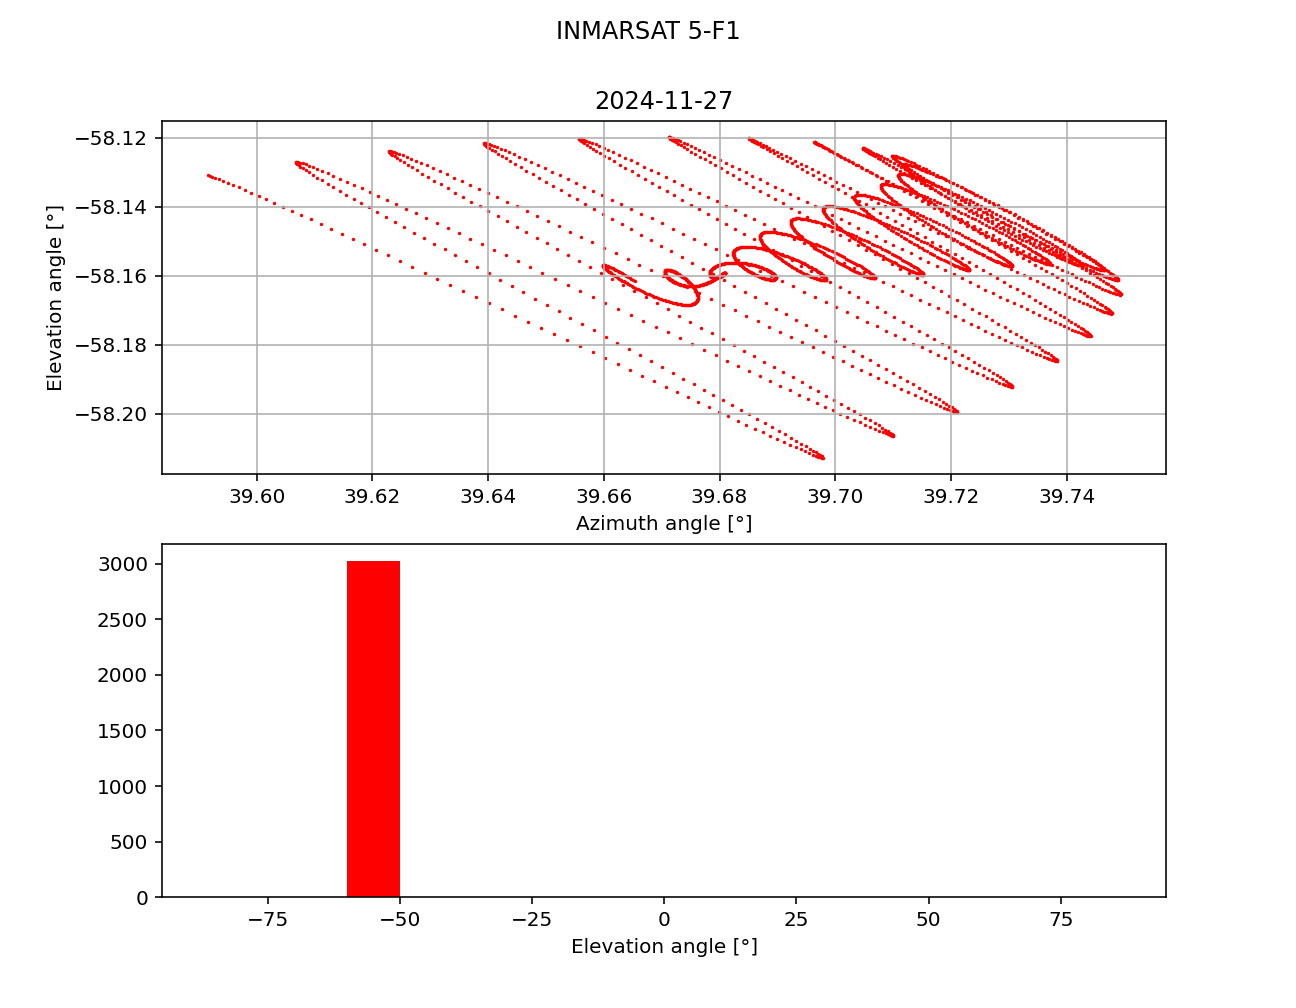 INMARSAT 5-F1
2024-11-27
−58.12
−58.14
−58.16
−58.18
−58.20
Elevation angle [°]
39.60 39.62 39.64 39.66 39.68 39.70 39.72 39.74
Azimuth angle [°]
3000
2500
2000
1500
1000
500
0
−75 −50 −25 0 25 50 75
Elevation angle [°]